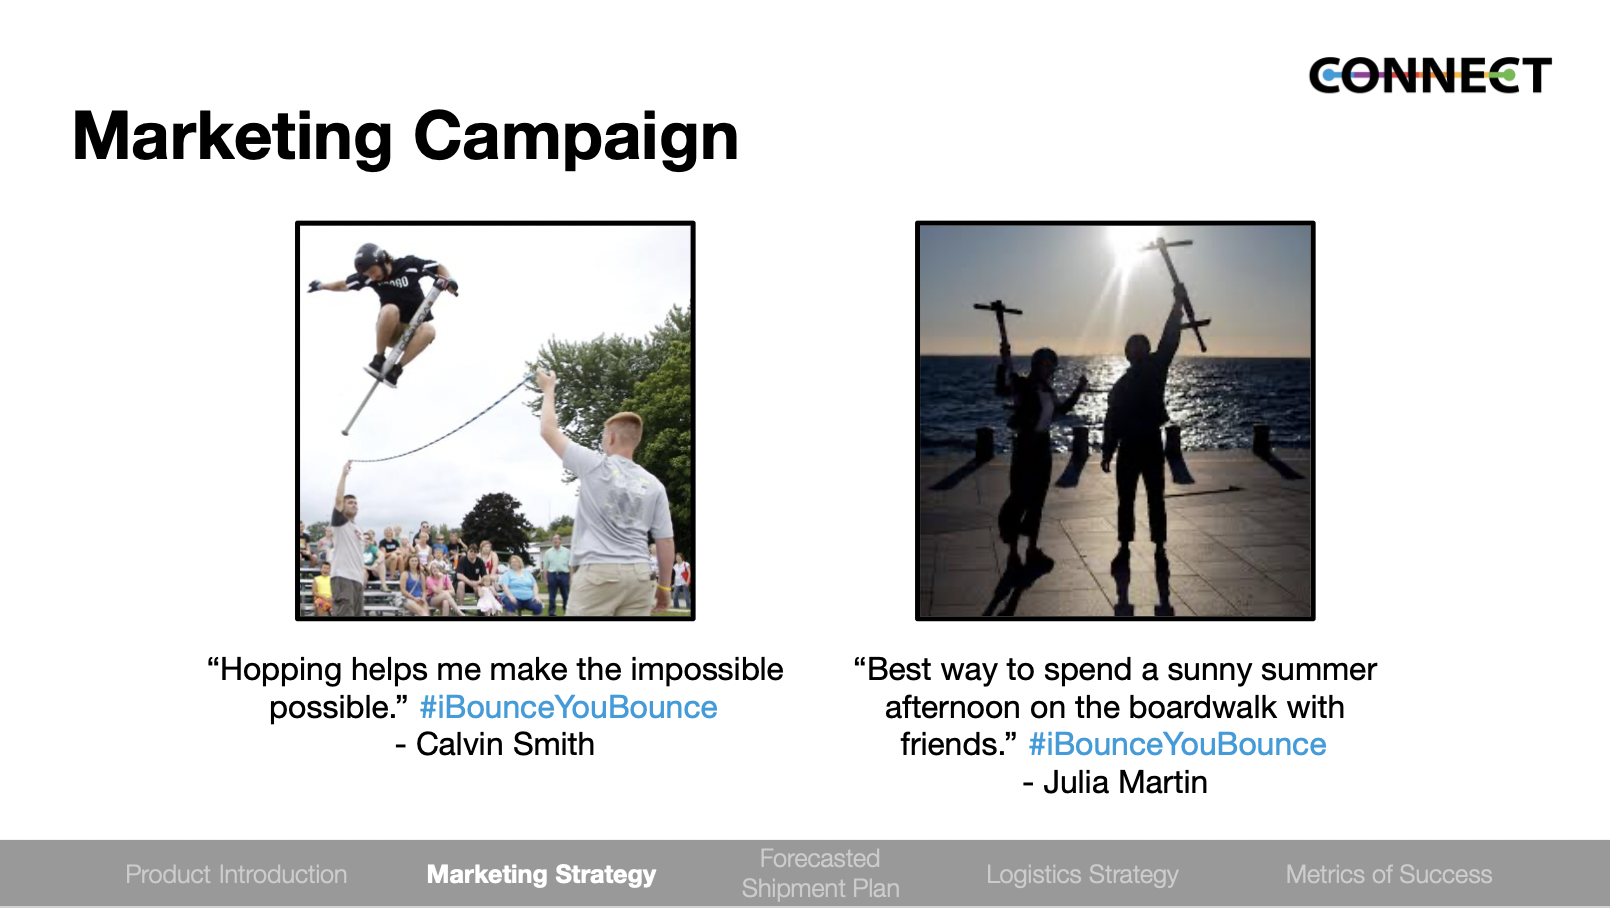 CONNECT
Marketing Campaign
“Hopping helps me make the impossible
possible.” #iBounceYouBounce
- Calvin Smith
“Best way to spend a sunny summer
afternoon on the boardwalk with
friends.” #iBounceYouBounce
- Julia Martin
Product Introduction
Marketing Strategy
Forecasted
Shipment Plan
Logistics Strategy
Metrics of Success